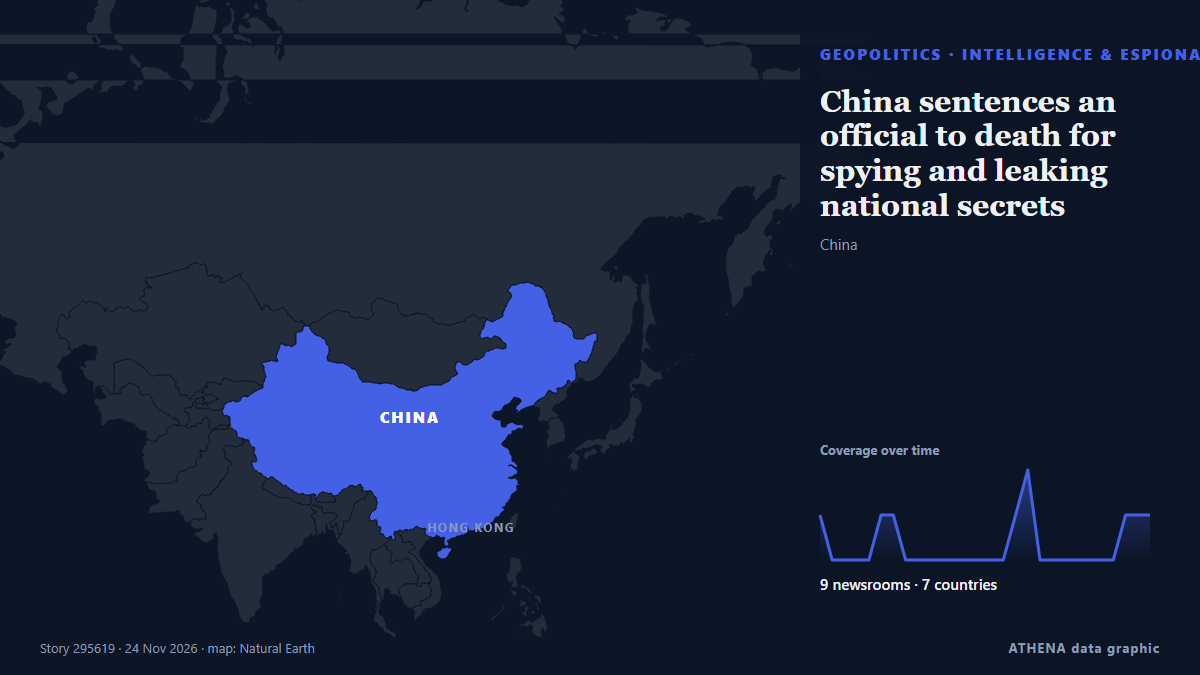 GEOPOLITICS · INTELLIGENCE & ESPIONA
China sentences an
official to death for
spying and leaking
national secrets
China
CHINA
HONG KONG
Coverage over time
9 newsrooms · 7 countries
Story 295619 · 24 Nov 2026 · map: Natural Earth
ATHENA data graphic